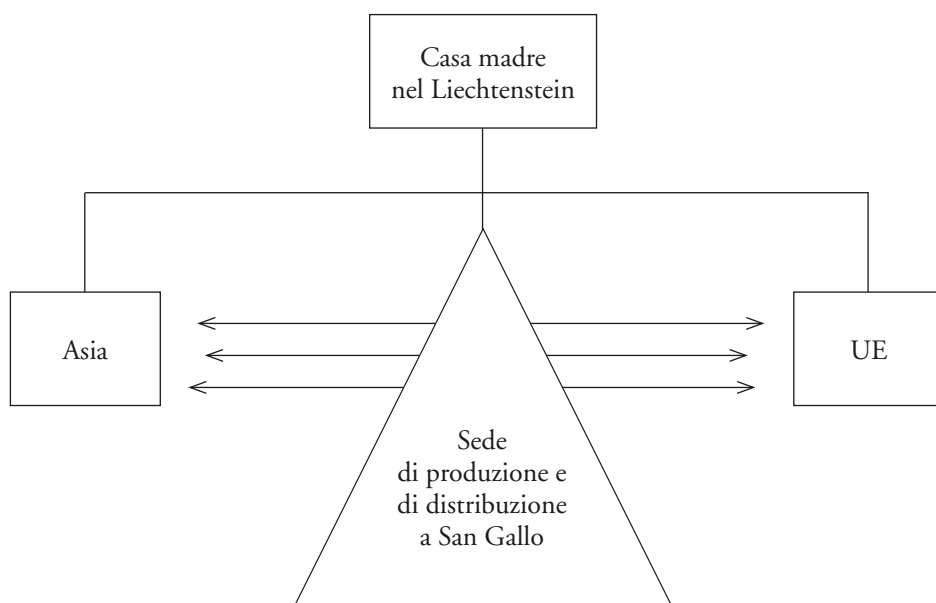 Casa madre
nel Liechtenstein
Asia
UE
Sede
di produzione e
di distribuzione
a San Gallo